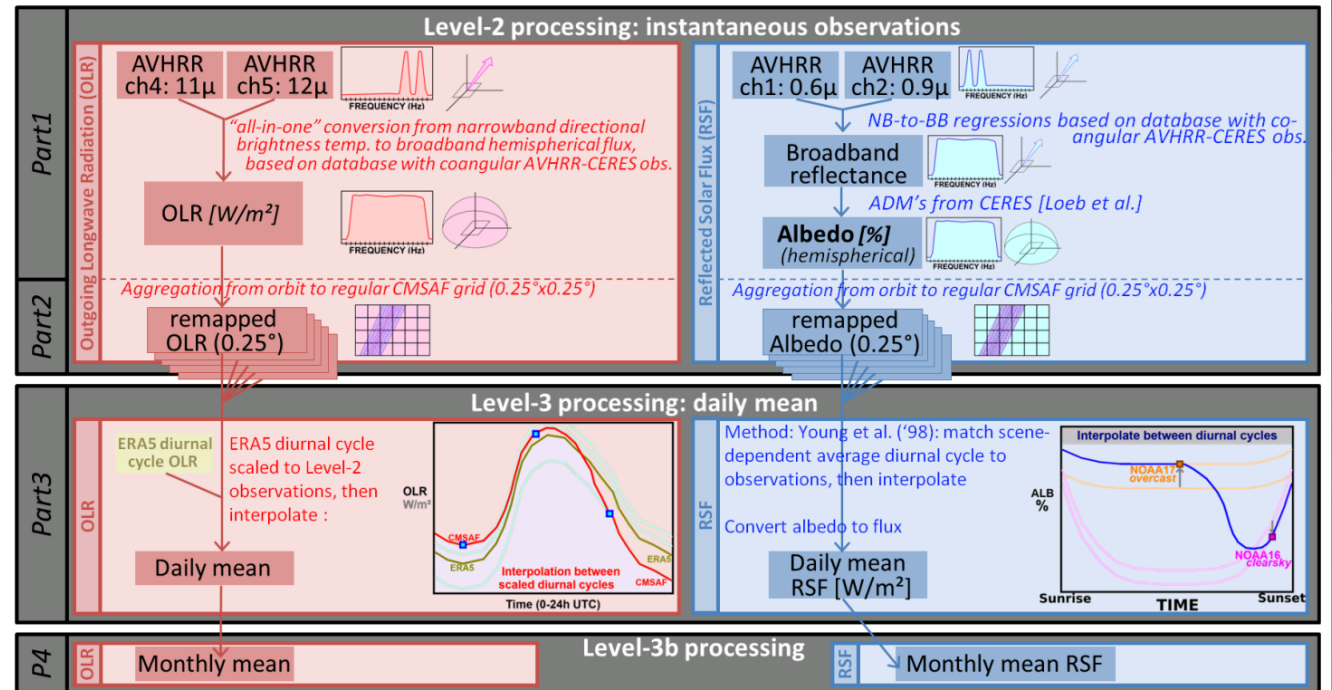 Level-2 processing: instantaneous observations
Part1
Outgoing Longwave Radiation (OLR)
AVHRR
ch4: 11µ
AVHRR
ch5: 12µ
FREQUENCY (Hz)
“all-in-one” conversion from narrowband directional
brightness temp. to broadband hemispherical flux,
based on database with coangular AVHRR-CERES obs.
OLR [W/m²]
FREQUENCY (Hz)
Reflected Solar Flux (RSF)
AVHRR
ch1: 0.6µ
AVHRR
ch2: 0.9µ
FREQUENCY (Hz)
NB-to-BB regressions based on database with co-
angular AVHRR-CERES obs.
Broadband
reflectance
FREQUENCY (Hz)
ADM's from CERES [Loeb et al.]
Albedo [%]
(hemispherical)
FREQUENCY (Hz)
Part2
Aggregation from orbit to regular CMSAF grid (0.25°x0.25°)
remapped
OLR (0.25°)
Aggregation from orbit to regular CMSAF grid (0.25°x0.25°)
remapped
Albedo (0.25°)
Level-3 processing: daily mean
Part3
OLR
ERA5 diurnal
cycle OLR
ERA5 diurnal cycle
scaled to Level-2
observations, then
interpolate :
Daily mean
OLR
W/m²
CMSAF
ERA5
ERA5
CMSAF
Interpolation between
scaled diurnal cycles
Time (0-24h UTC)
RSF
Method: Young et al. (‘98): match scene-
dependent average diurnal cycle to
observations, then interpolate
Convert albedo to flux
Daily mean
RSF [W/m²]
Interpolate between diurnal cycles
ALB
%
NOAA17
overcast
NOAA16
clearsky
Sunrise
TIME
Sunset
Level-3b processing
P4
OLR
Monthly mean
RSF
Monthly mean RSF